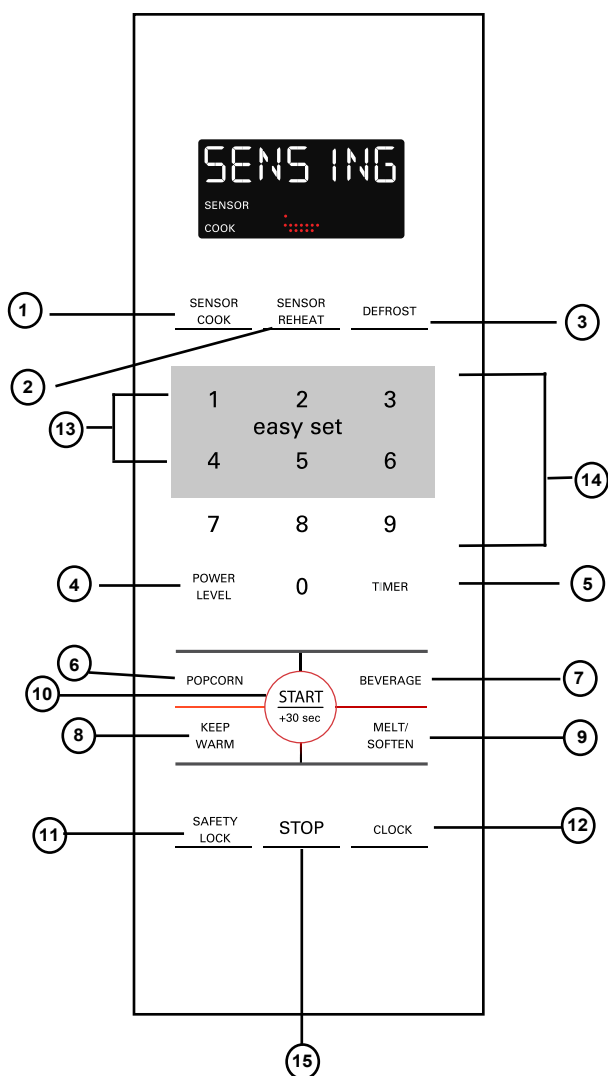 SENSING
SENSOR
COOK
1
SENSOR
COOK
SENSOR
REHEAT
DEFROST
3
2
13
1 2 3
easy set
4 5 6
14
7 8 9
4
POWER
LEVEL
0
TIMER
5
6
POPCORN
BEVERAGE
7
10
START
+30 sec
8
KEEP
WARM
MELT/
SOFTEN
9
11
SAFETY
LOCK
STOP
CLOCK
12
15